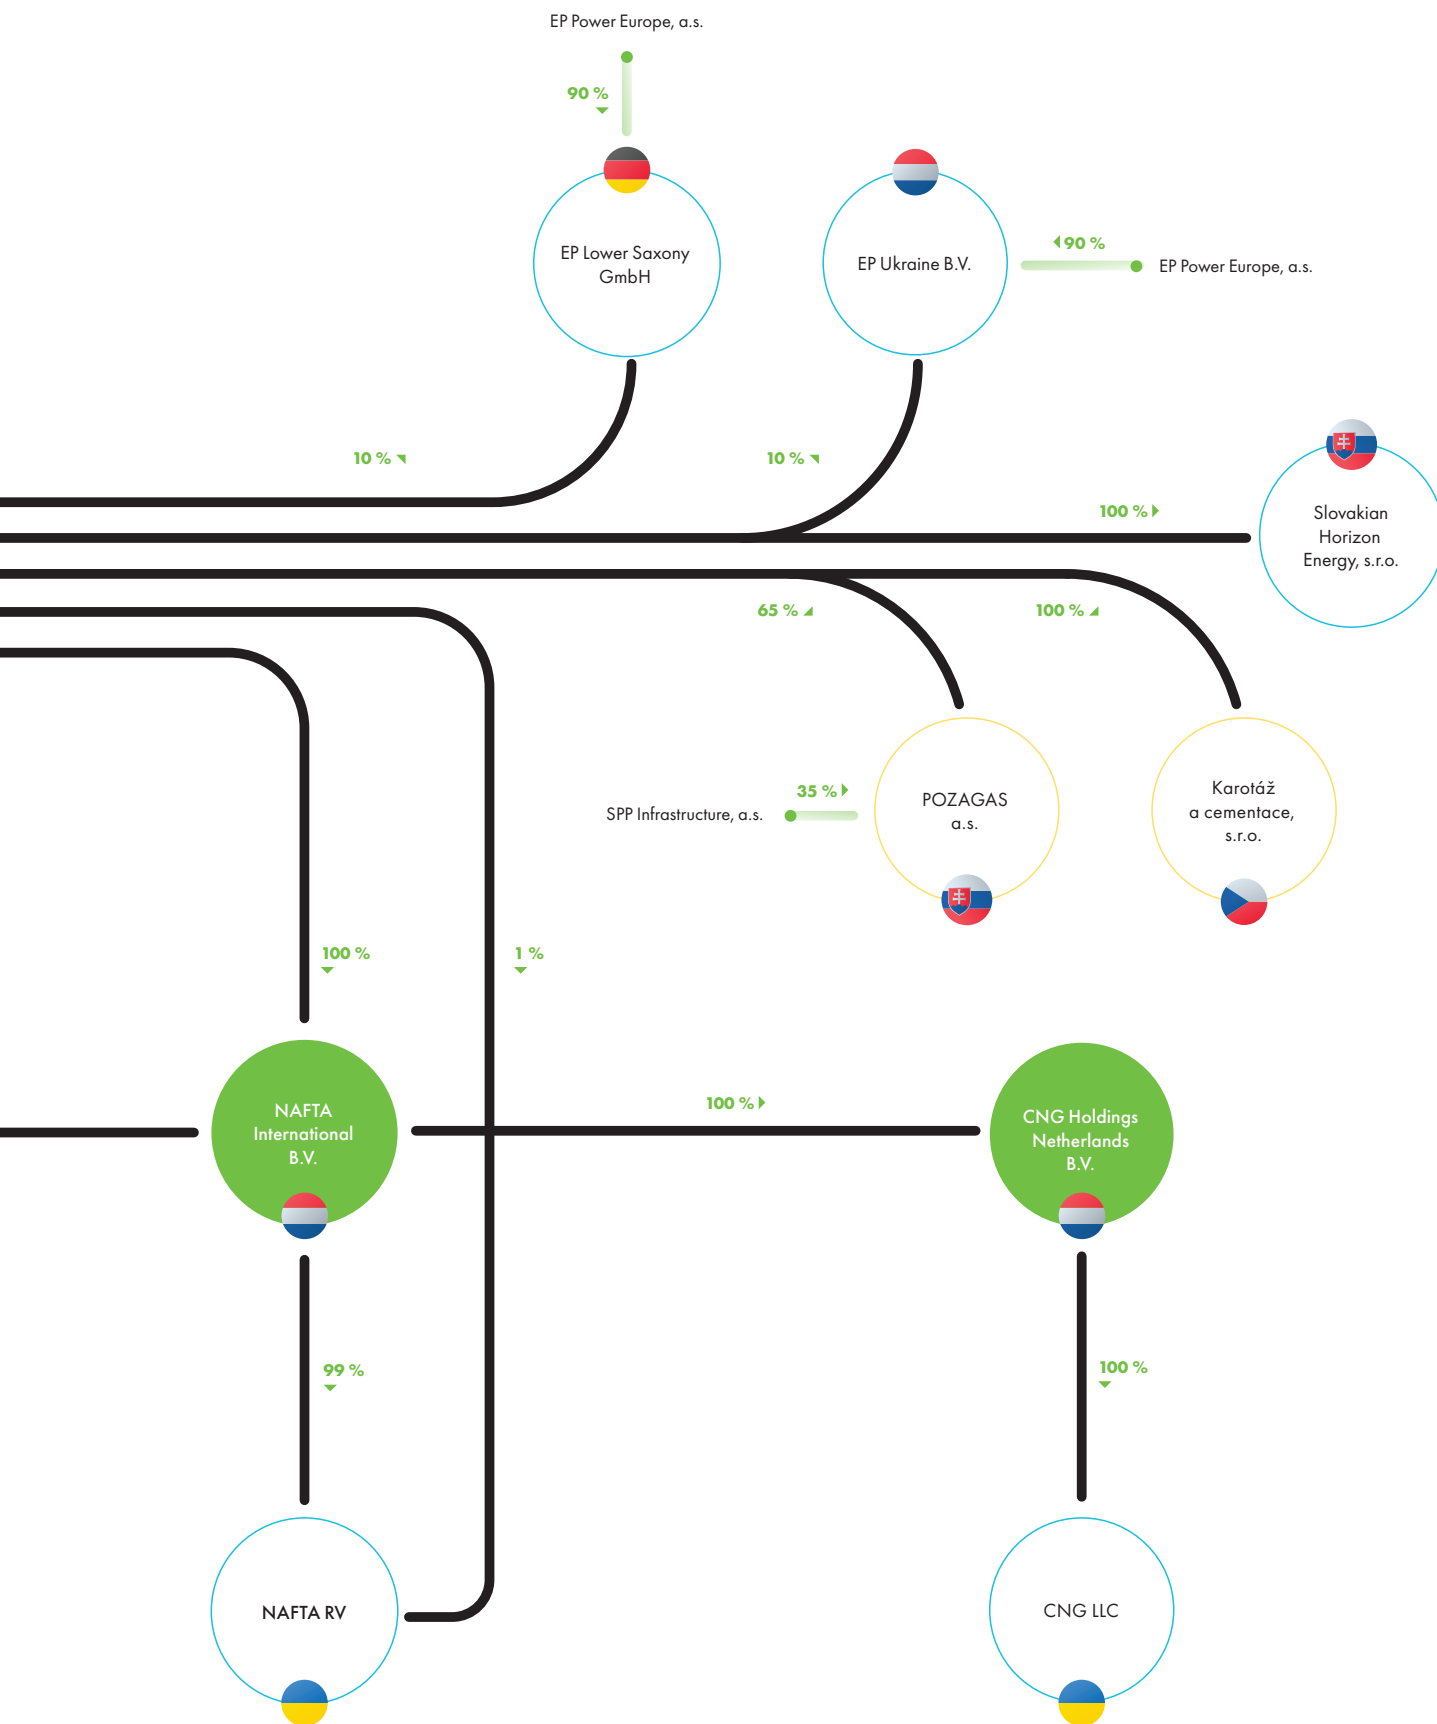 EP Power Europe, a.s.
90 %
EP Lower Saxony
GmbH
EP Ukraine B.V.
90 %
EP Power Europe, a.s.
10 %
10 %
100 %
Slovakian
Horizon
Energy, s.r.o.
65 %
100 %
SPP Infrastructure, a.s.
35 %
POZAGAS
a.s.
Karotáž
a cementace,
s.r.o.
100 %
1 %
NAFTA
International
B.V.
100 %
CNG Holdings
Netherlands
B.V.
99 %
100 %
NAFTA RV
CNG LLC